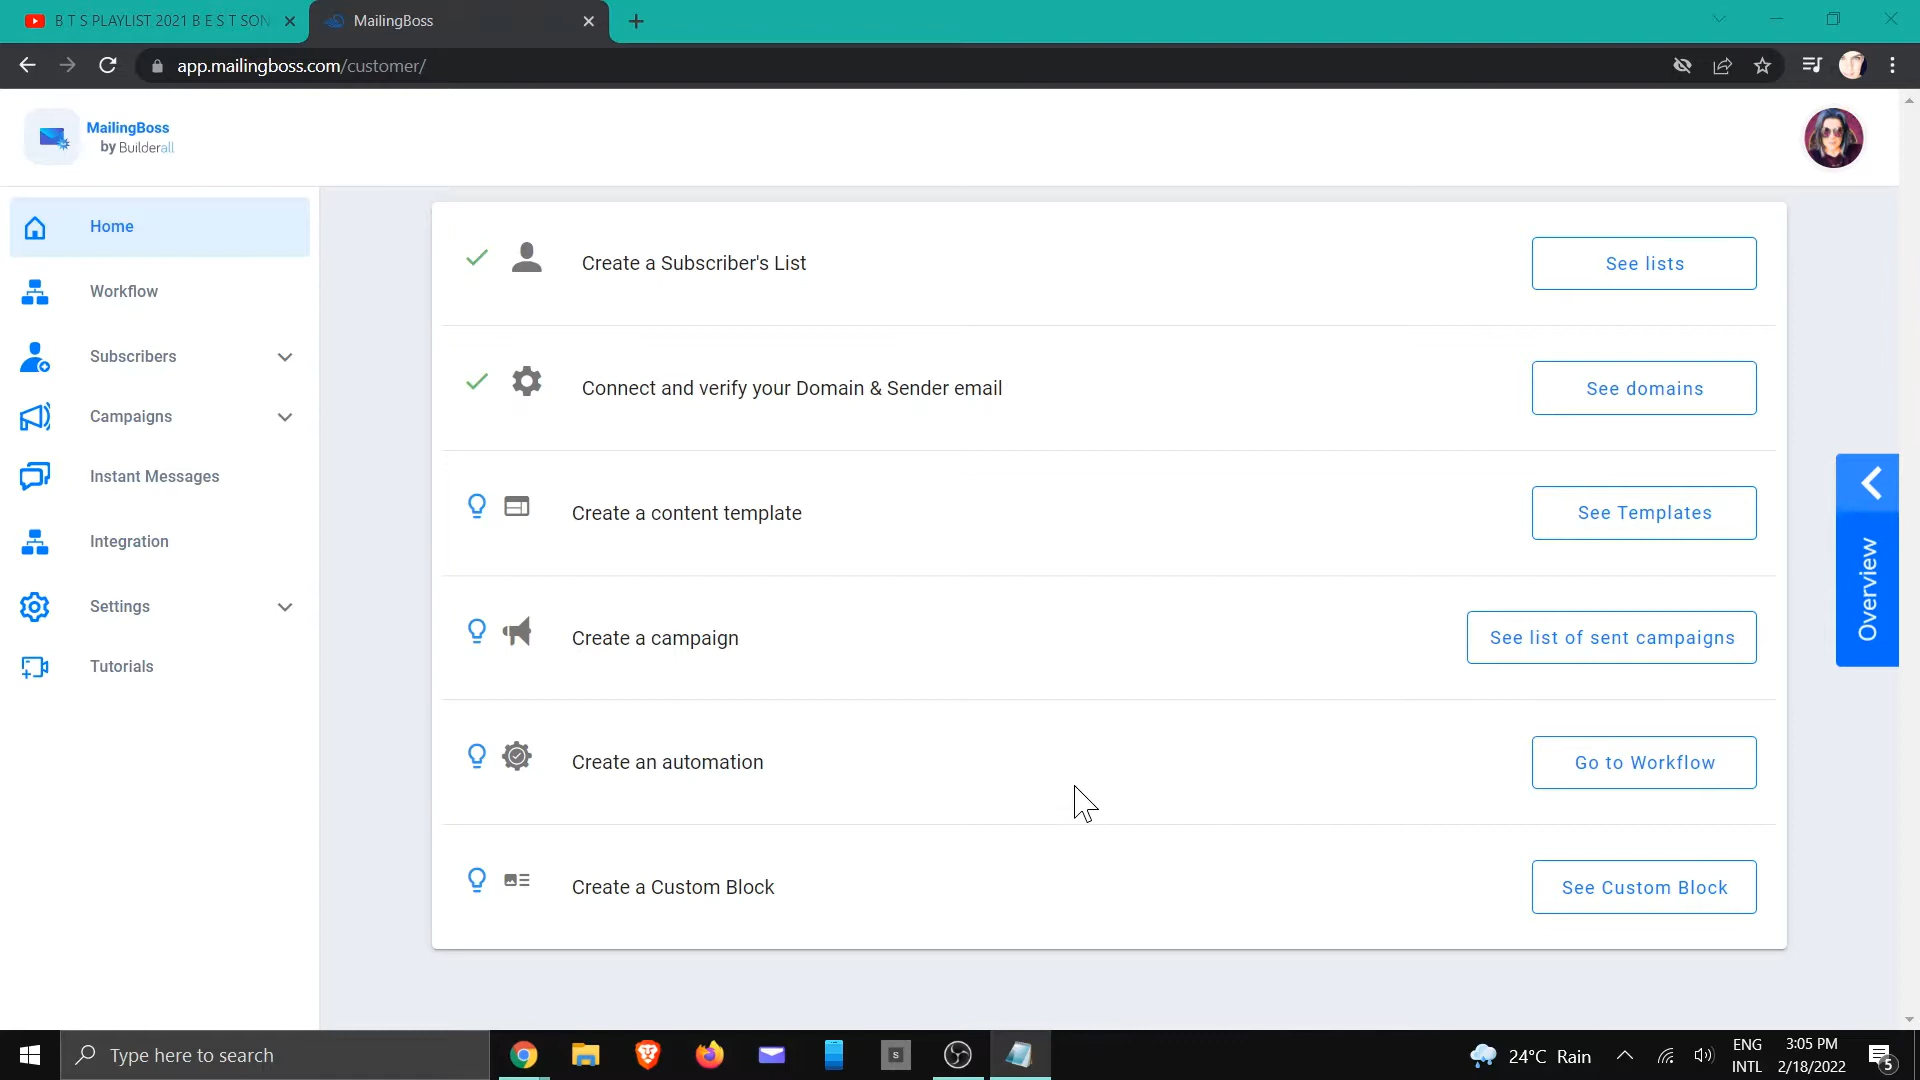 B T S PLAYLIST 2021 B E S T SON
MailingBoss
app.mailingboss.com/customer/
MailingBoss
by Builderall
Home
Workflow
Subscribers
Campaigns
Instant Messages
Integration
Settings
Tutorials
Create a Subscriber's List
See lists
Connect and verify your Domain & Sender email
See domains
Create a content template
See Templates
Create a campaign
See list of sent campaigns
Create an automation
Go to Workflow
Create a Custom Block
See Custom Block
Overview
Type here to search
S
24°C Rain
ENG
INTL
3:05 PM
2/18/2022
5